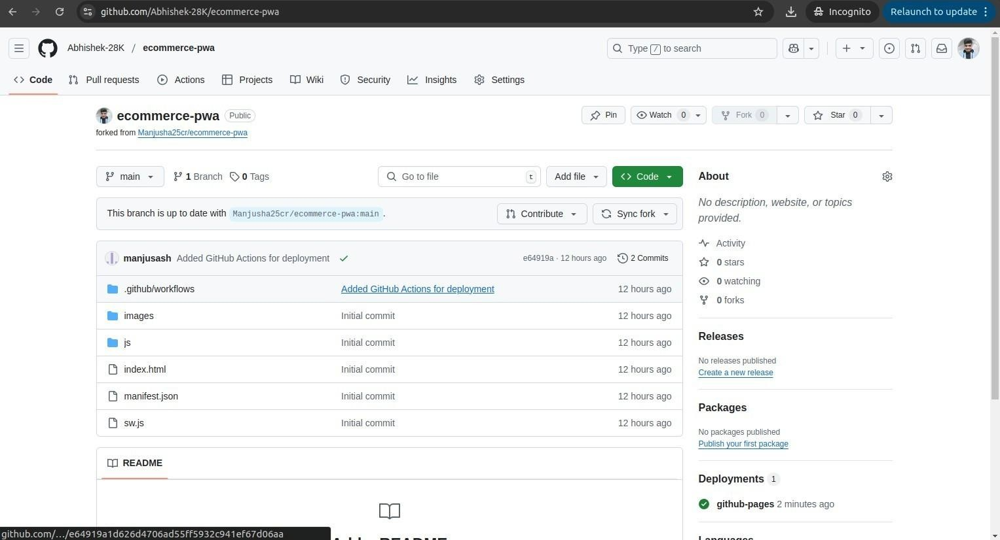 github.com/Abhishek-28K/ecommerce-pwa
Incognito
Relaunch to update
Abhishek-28K / ecommerce-pwa
Type / to search
Code
Pull requests
Actions
Projects
Wiki
Security
Insights
Settings
ecommerce-pwa
Public
Pin
Watch 0
Fork 0
Star 0
forked from Manjusha25cr/ecommerce-pwa
main
1 Branch
0 Tags
Go to file
t
Add file
Code
This branch is up to date with Manjusha25cr/ecommerce-pwa:main .
Contribute
Sync fork
manjusash Added GitHub Actions for deployment
e64919a · 12 hours ago
2 Commits
.github/workflows Added GitHub Actions for deployment 12 hours ago
images Initial commit 12 hours ago
js Initial commit 12 hours ago
index.html Initial commit 12 hours ago
manifest.json Initial commit 12 hours ago
sw.js Initial commit 12 hours ago
README
About
No description, website, or topics
provided.
Activity
0 stars
0 watching
0 forks
Releases
No releases published
Create a new release
Packages
No packages published
Publish your first package
Deployments 1
github-pages 2 minutes ago
Languages
github.com/…/e64919a1d626d4706ad55ff5932c941ef67d06aa
README